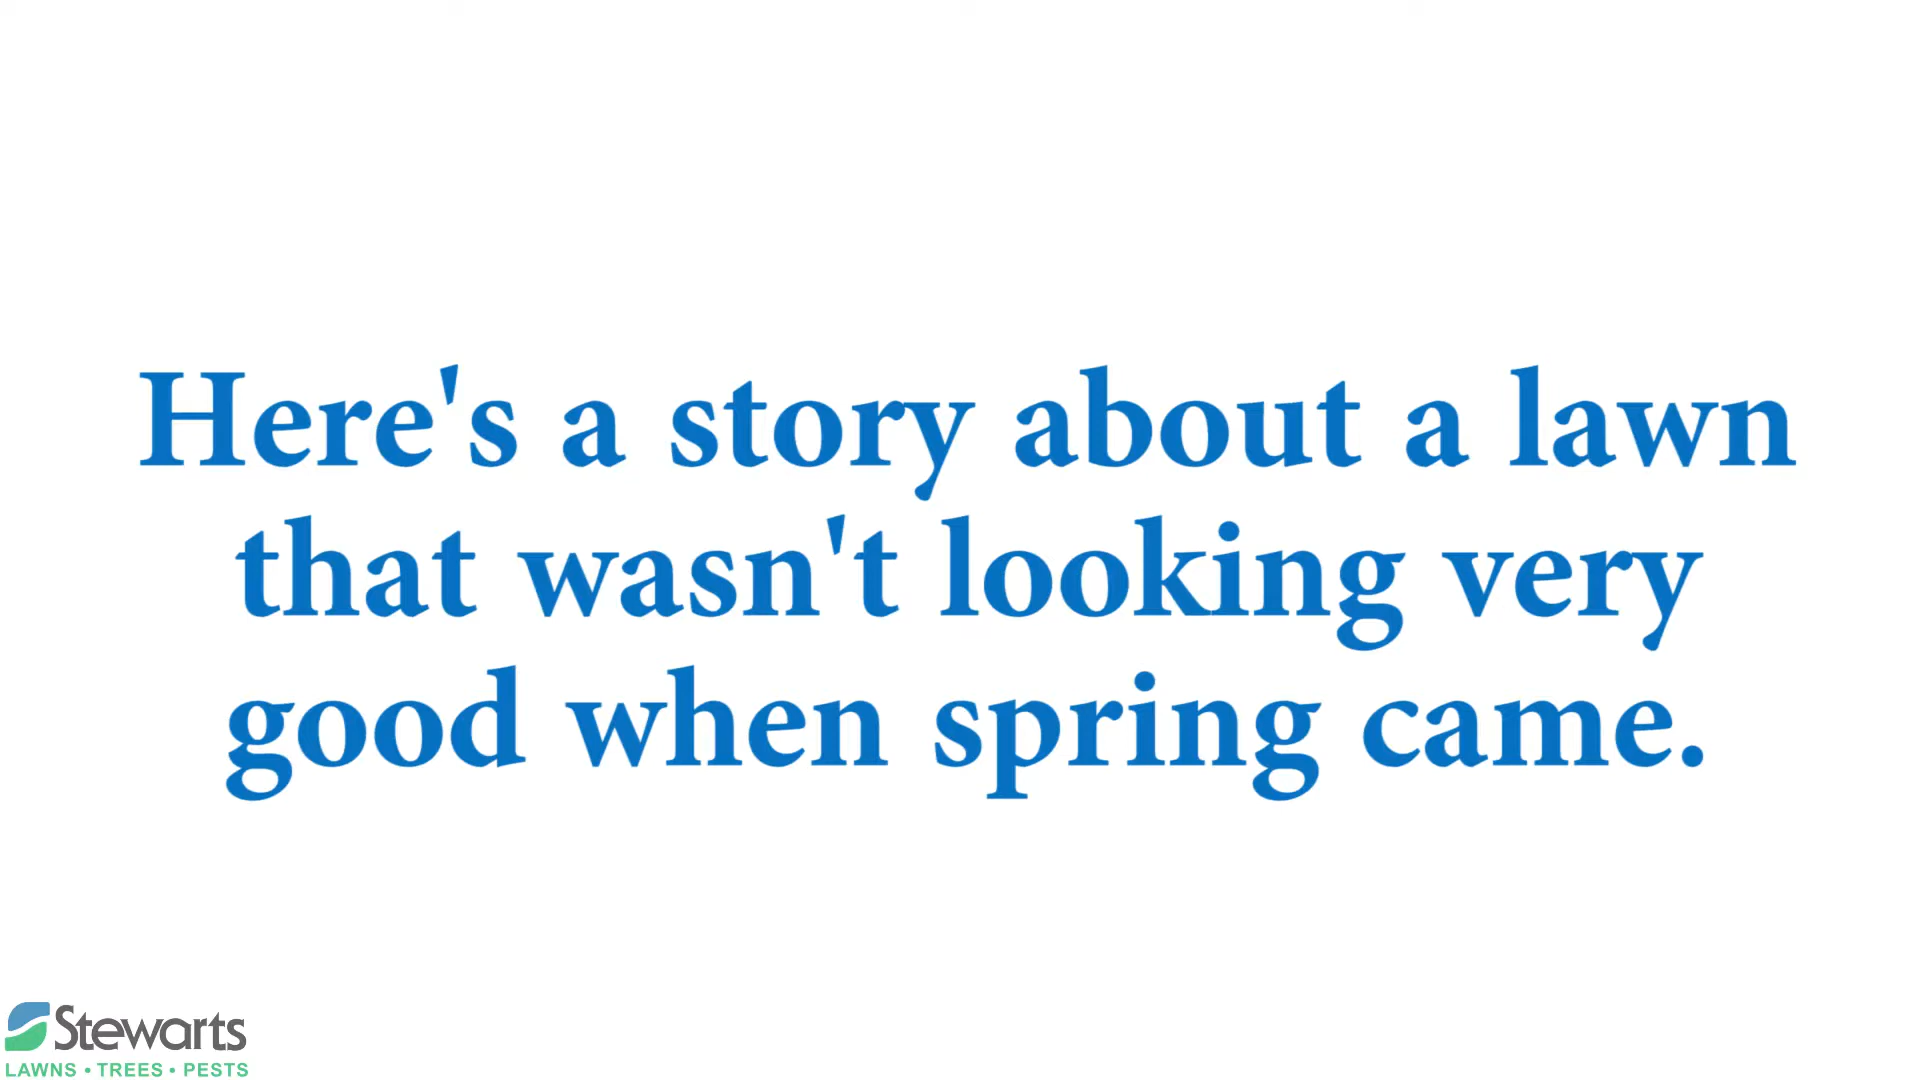 Here's a story about a lawn
that wasn't looking very
good when spring came.
Stewarts
LAWNS • TREES • PESTS